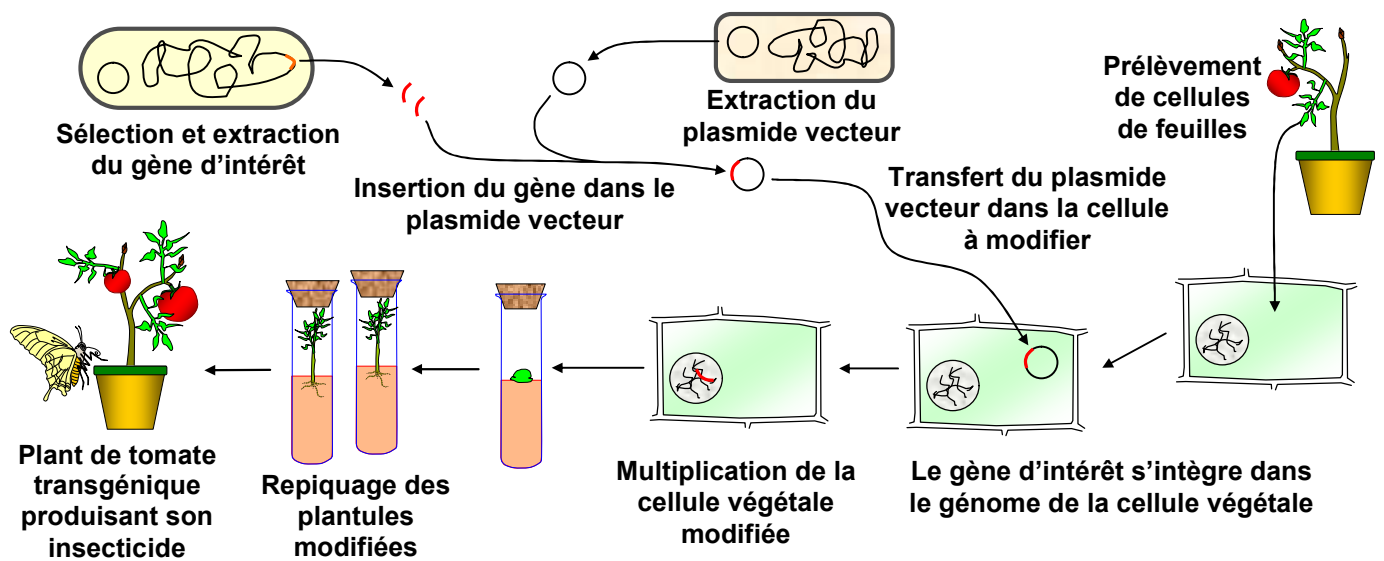 Sélection et extraction
du gène d’intérêt
Extraction du
plasmide vecteur
Prélèvement
de cellules
de feuilles
Insertion du gène dans le
plasmide vecteur
Transfert du plasmide
vecteur dans la cellule
à modifier
Le gène d’intérêt s’intègre dans
le génome de la cellule végétale
Multiplication de la
cellule végétale
modifiée
Repiquage des
plantules
modifiées
Plant de tomate
transgénique
produisant son
insecticide